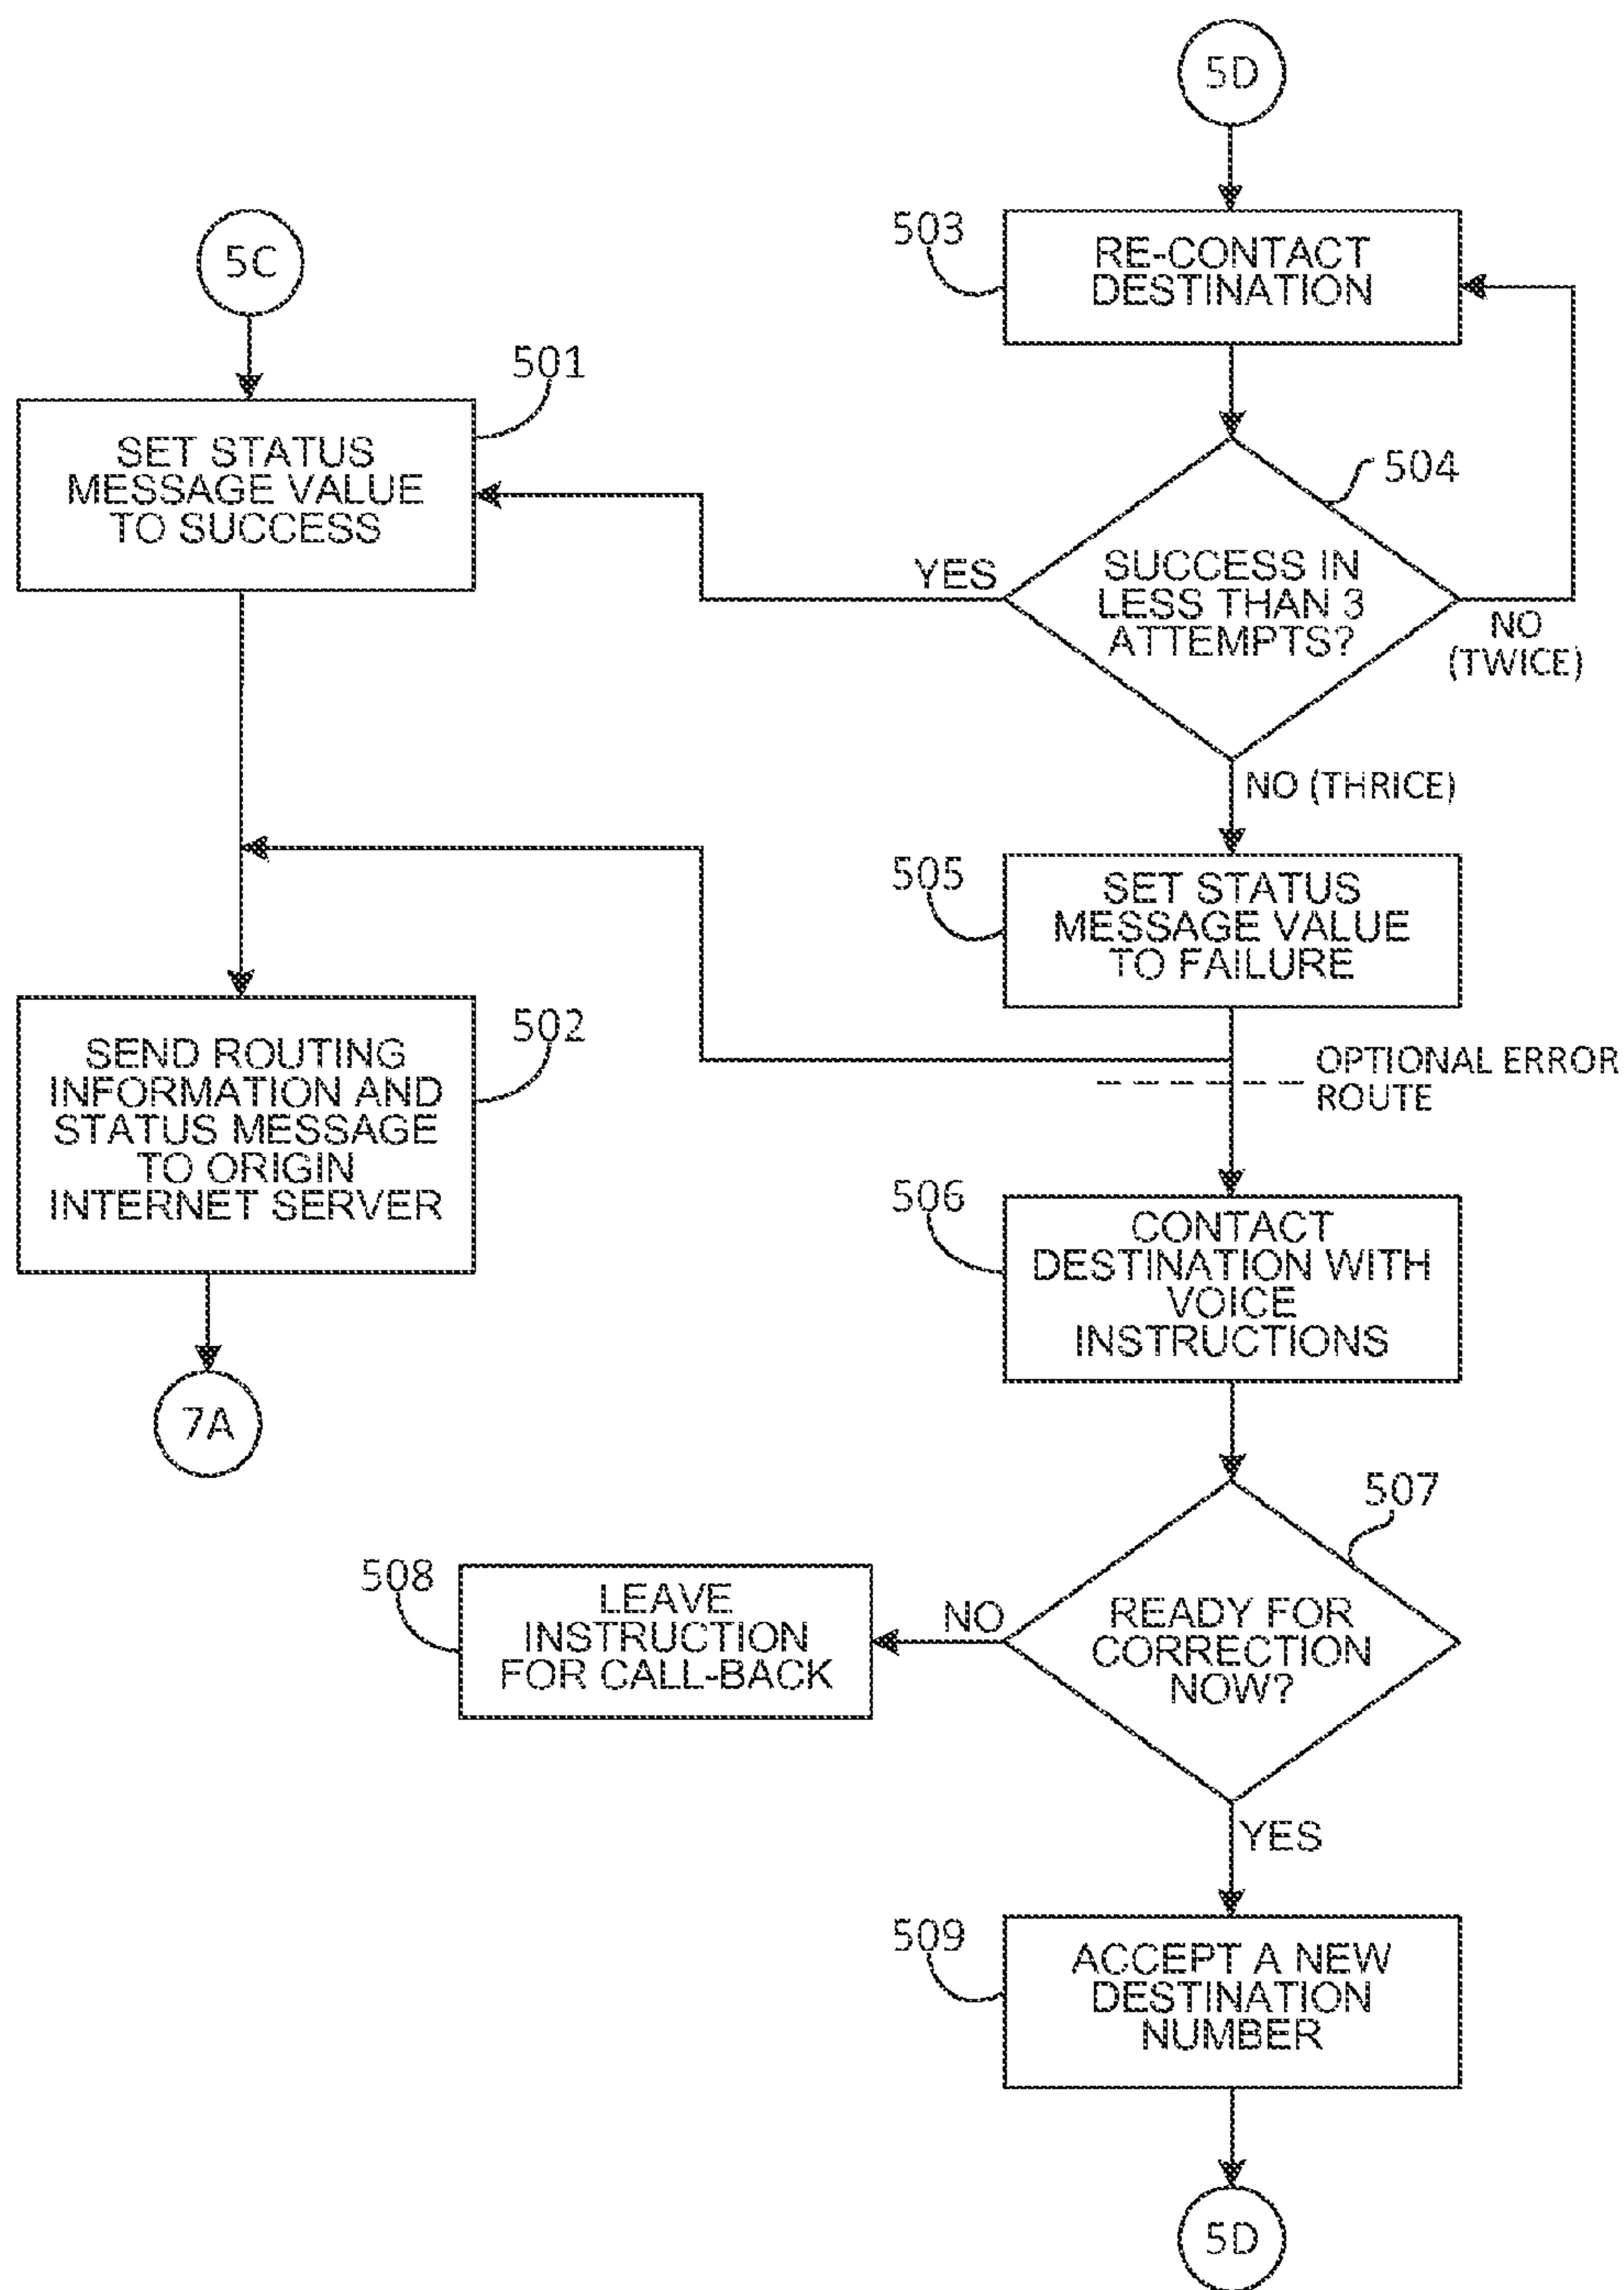 5D
503
RE-CONTACT
DESTINATION
5C
501
SET STATUS
MESSAGE VALUE
TO SUCCESS
504
SUCCESS IN
LESS THAN 3
ATTEMPTS?
YES
NO
(TWICE)
NO (THRICE)
505
SET STATUS
MESSAGE VALUE
TO FAILURE
502
SEND ROUTING
INFORMATION AND
STATUS MESSAGE
TO ORIGIN
INTERNET SERVER
OPTIONAL ERROR
ROUTE
506
CONTACT
DESTINATION WITH
VOICE
INSTRUCTIONS
7A
507
READY FOR
CORRECTION
NOW?
NO
508
LEAVE
INSTRUCTION
FOR CALL-BACK
YES
509
ACCEPT A NEW
DESTINATION
NUMBER
5D